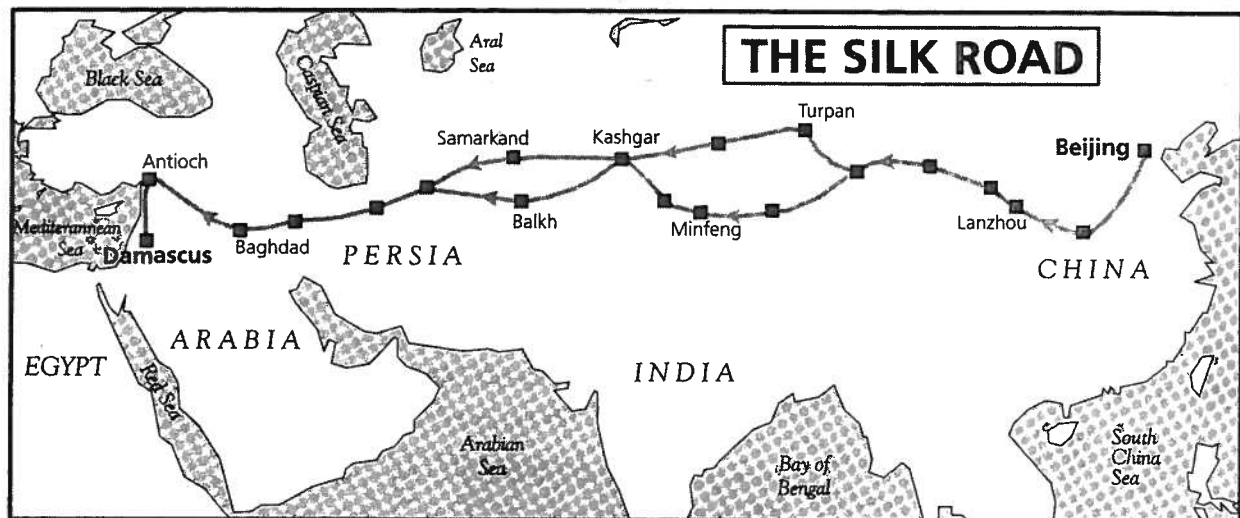 THE SILK ROAD
Aral
Sea
Black Sea
Caspian Sea
Turpan
Samarkand
Kashgar
Beijing
Antioch
Balkh
Minfeng
Lanzhou
Mediterannean
Sea
Damascus
Baghdad
PERSIA
CHINA
ARABIA
EGYPT
INDIA
Red Sea
Arabian
Sea
Bay of
Bengal
South
China
Sea